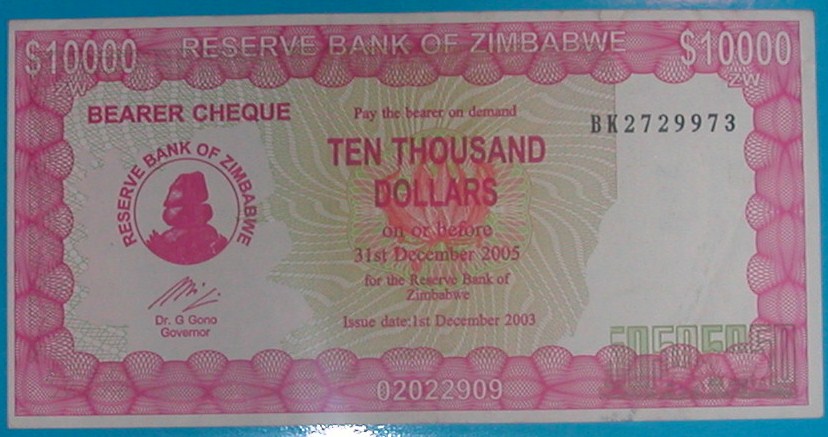 $10000
ZW
RESERVE BANK OF ZIMBABWE
$10000
ZW
BEARER CHEQUE
Pay the bearer on demand
BK2729973
TEN THOUSAND
DOLLARS
on or before
31st December 2005
for the Reserve Bank of
Zimbabwe
Issue date:1st December 2003
RESERVE BANK OF ZIMBABWE
Dr. G Gono
Governor
02022909